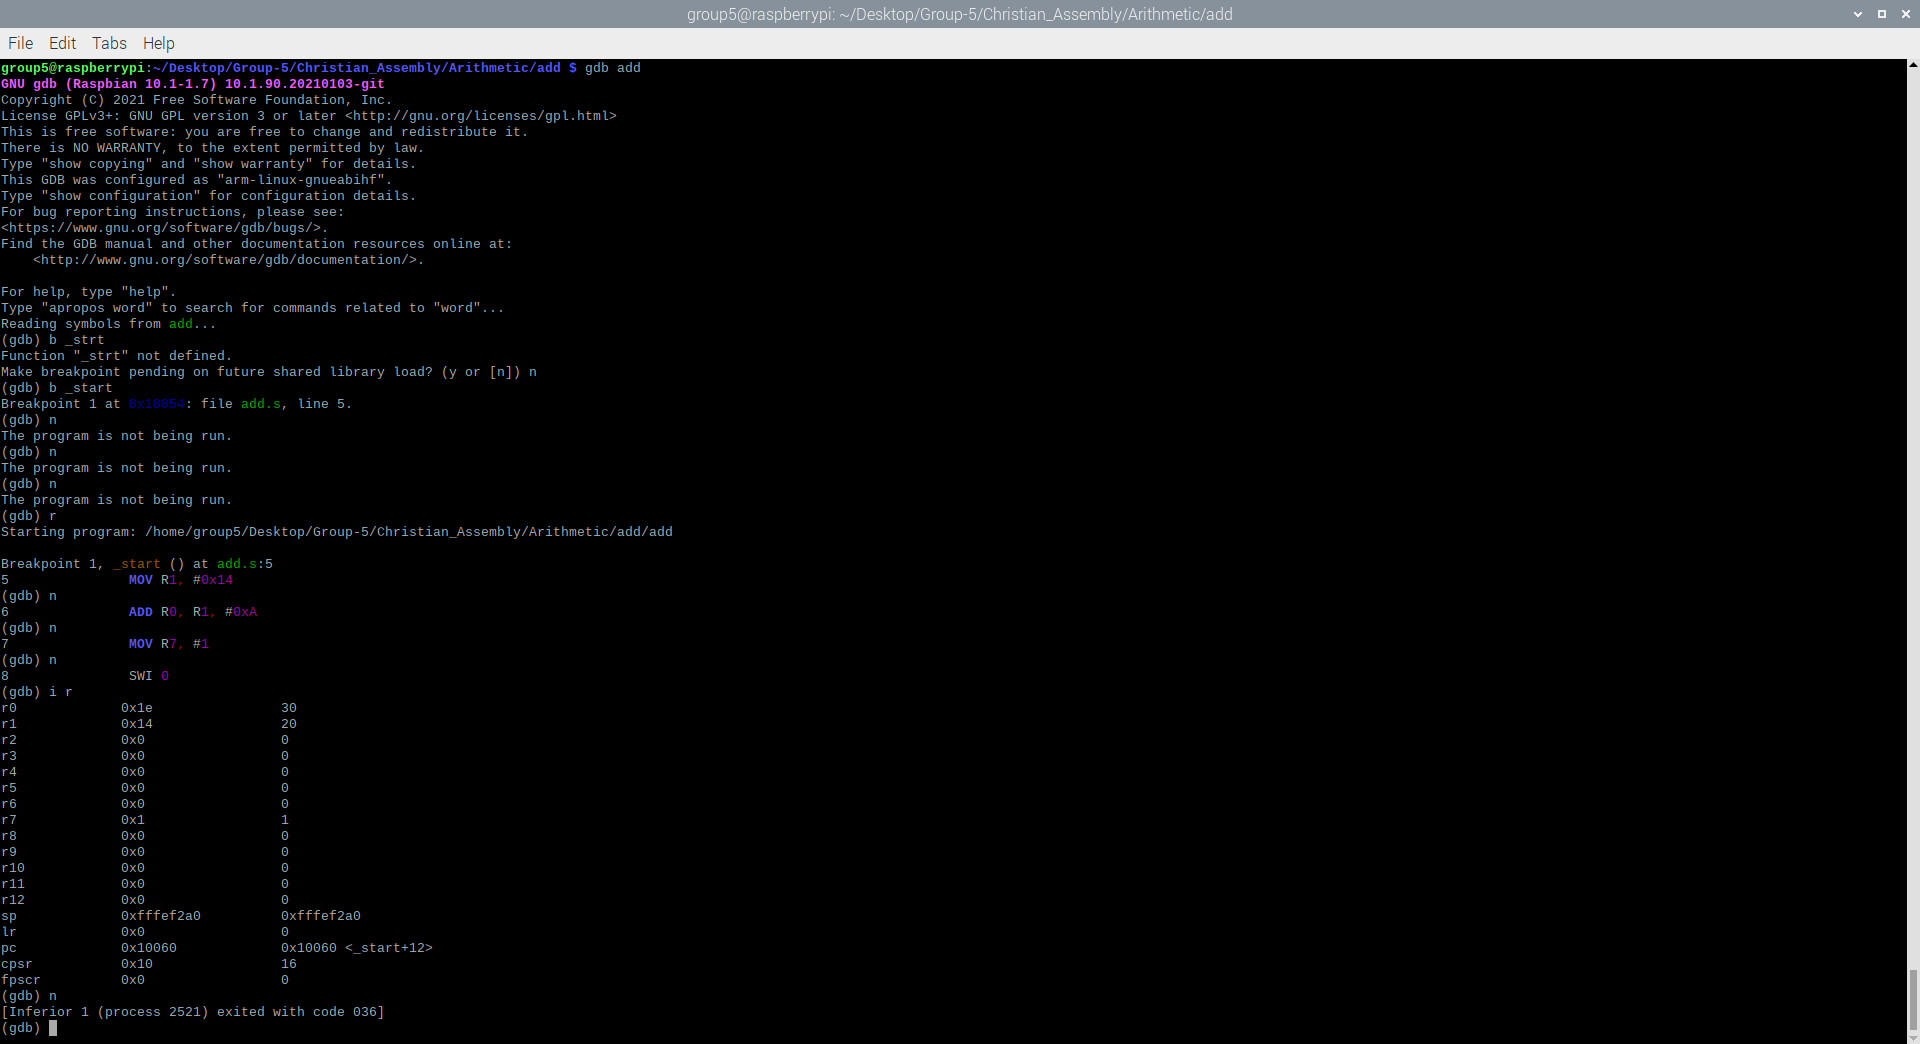 group5@raspberrypi: ~/Desktop/Group-5/Christian_Assembly/Arithmetic/add
File Edit Tabs Help
group5@raspberrypi:~/Desktop/Group-5/Christian_Assembly/Arithmetic/add $ gdb add
GNU gdb (Raspbian 10.1-1.7) 10.1.90.20210103-git
Copyright (C) 2021 Free Software Foundation, Inc.
License GPLv3+: GNU GPL version 3 or later <http://gnu.org/licenses/gpl.html>
This is free software: you are free to change and redistribute it.
There is NO WARRANTY, to the extent permitted by law.
Type "show copying" and "show warranty" for details.
This GDB was configured as "arm-linux-gnueabihf".
Type "show configuration" for configuration details.
For bug reporting instructions, please see:
<https://www.gnu.org/software/gdb/bugs/>.
Find the GDB manual and other documentation resources online at:
    <http://www.gnu.org/software/gdb/documentation/>.

For help, type "help".
Type "apropos word" to search for commands related to "word"...
Reading symbols from add...
(gdb) b _strt
Function "_strt" not defined.
Make breakpoint pending on future shared library load? (y or [n]) n
(gdb) b _start
Breakpoint 1 at 0x10054: file add.s, line 5.
(gdb) n
The program is not being run.
(gdb) n
The program is not being run.
(gdb) n
The program is not being run.
(gdb) r
Starting program: /home/group5/Desktop/Group-5/Christian_Assembly/Arithmetic/add/add

Breakpoint 1, _start () at add.s:5
5               MOV R1, #0x14
(gdb) n
6               ADD R0, R1, #0xA
(gdb) n
7               MOV R7, #1
(gdb) n
8               SWI 0
(gdb) i r
r0             0x1e                30
r1             0x14                20
r2             0x0                 0
r3             0x0                 0
r4             0x0                 0
r5             0x0                 0
r6             0x0                 0
r7             0x1                 1
r8             0x0                 0
r9             0x0                 0
r10            0x0                 0
r11            0x0                 0
r12            0x0                 0
sp             0xfffef2a0          0xfffef2a0
lr             0x0                 0
pc             0x10060             0x10060 <_start+12>
cpsr           0x10                16
fpscr          0x0                 0
(gdb) n
[Inferior 1 (process 2521) exited with code 036]
(gdb)